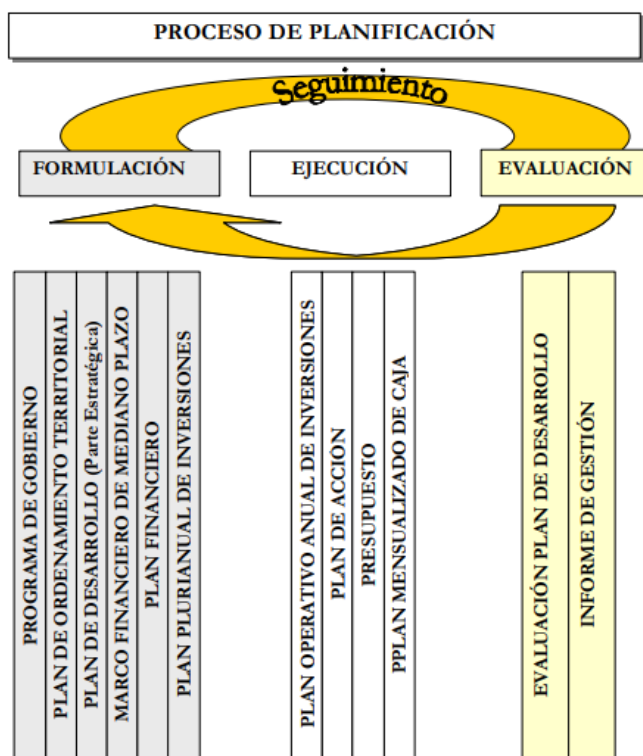 PROCESO DE PLANIFICACIÓN
Seguimiento
FORMULACIÓN
EJECUCIÓN
EVALUACIÓN
PROGRAMA DE GOBIERNO
PLAN DE ORDENAMIENTO TERRITORIAL
PLAN DE DESARROLLO (Parte Estratégica)
MARCO FINANCIERO DE MEDIANO PLAZO
PLAN FINANCIERO
PLAN PLURIANUAL DE INVERSIONES
PLAN OPERATIVO ANUAL DE INVERSIONES
PLAN DE ACCIÓN
PRESUPUESTO
PPLAN MENSUALIZADO DE CAJA
EVALUACIÓN PLAN DE DESARROLLO
INFORME DE GESTIÓN